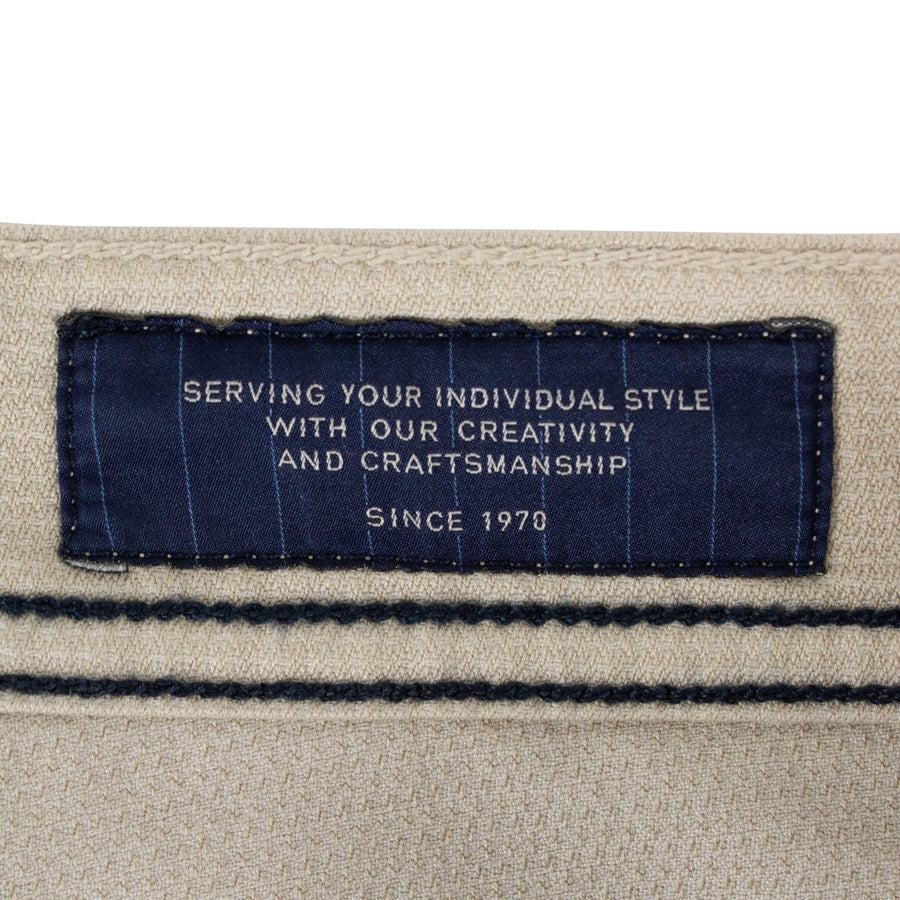 SERVING YOUR INDIVIDUAL STYLE
WITH OUR CREATIVITY
AND CRAFTSMANSHIP
SINCE 1970